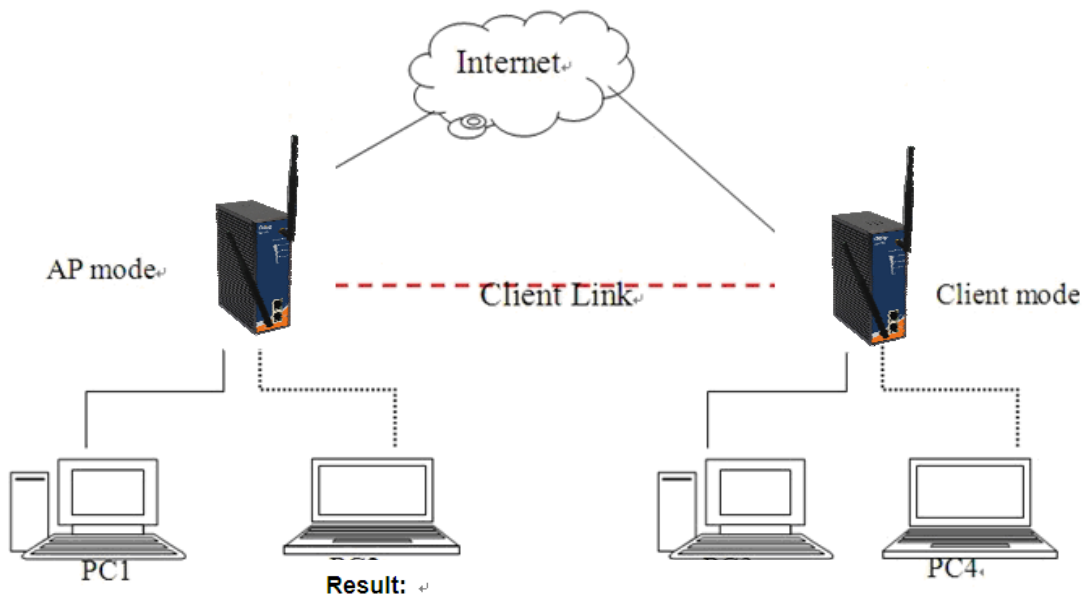 Internet
AP mode
Client Link
Client mode
PC1
PC4
Result: